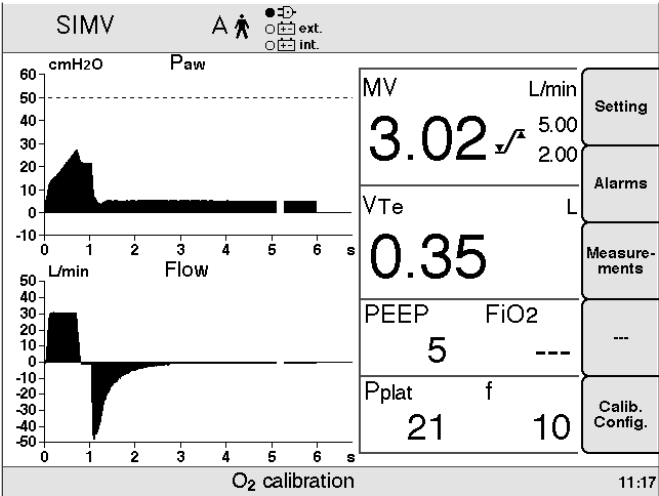 SIMV A ext.
int.
cmH2O Paw
60
50
40
30
20
10
0
-10
0 1 2 3 4 5 6 s
L/min Flow
50
40
30
20
10
0
-10
-20
-30
-40
-50
0 1 2 3 4 5 6 s
MV L/min
3.02 5.00
2.00
VTe L
0.35
PEEP FiO2
5 ---
Pplat f
21 10
Setting
Alarms
Measure-
ments
---
Calib.
Config.
O2 calibration 11:17